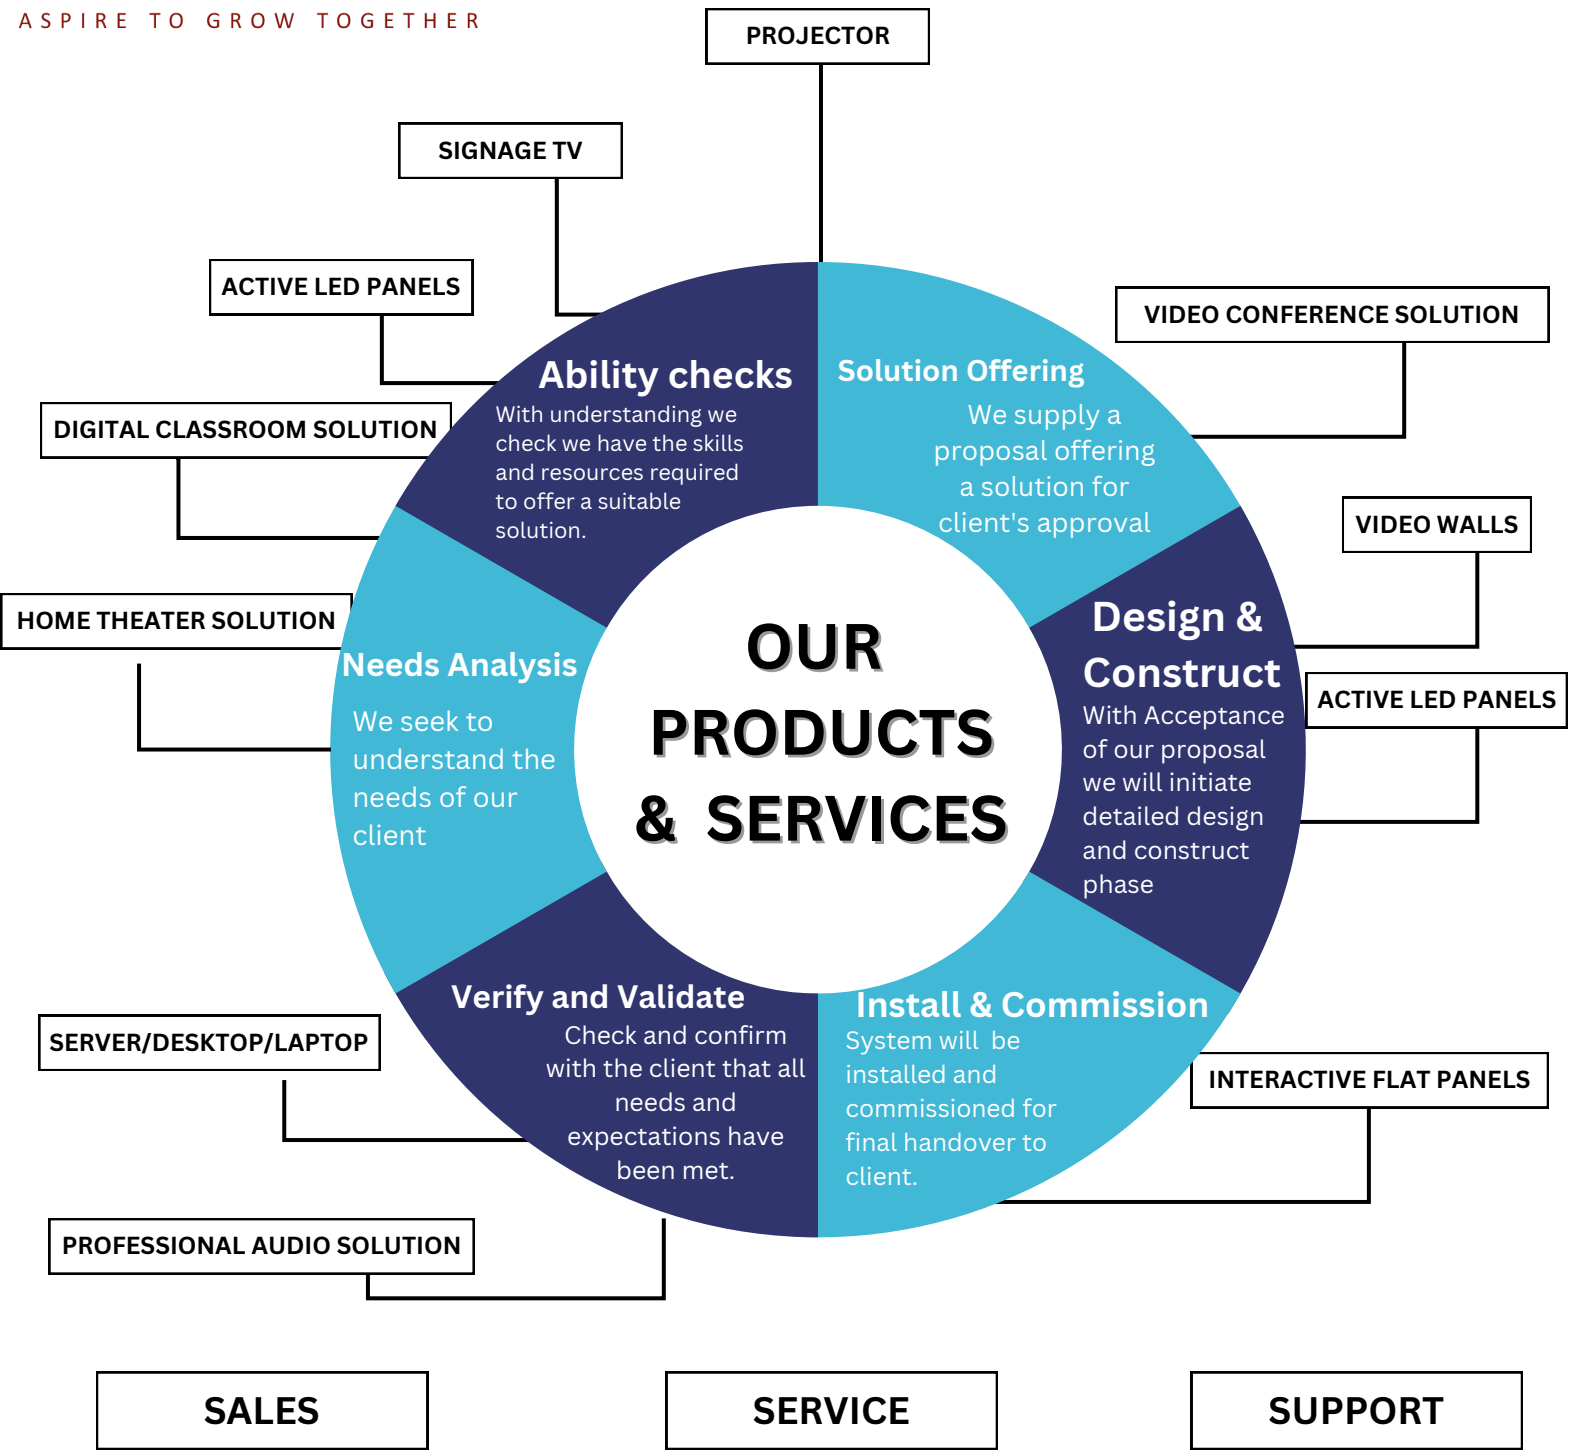 ASPIRE TO GROW TOGETHER
PROJECTOR
SIGNAGE TV
ACTIVE LED PANELS
VIDEO CONFERENCE SOLUTION
DIGITAL CLASSROOM SOLUTION
VIDEO WALLS
HOME THEATER SOLUTION
ACTIVE LED PANELS
Ability checks
With understanding we
check we have the skills
and resources required
to offer a suitable
solution.
Solution Offering
We supply a
proposal offering
a solution for
client's approval
Needs Analysis
We seek to
understand the
needs of our
client
OUR
PRODUCTS
& SERVICES
Design &
Construct
With Acceptance
of our proposal
we will initiate
detailed design
and construct
phase
Verify and Validate
Check and confirm
with the client that all
needs and
expectations have
been met.
Install & Commission
System will be
installed and
commissioned for
final handover to
client.
SERVER/DESKTOP/LAPTOP
INTERACTIVE FLAT PANELS
PROFESSIONAL AUDIO SOLUTION
SALES
SERVICE
SUPPORT